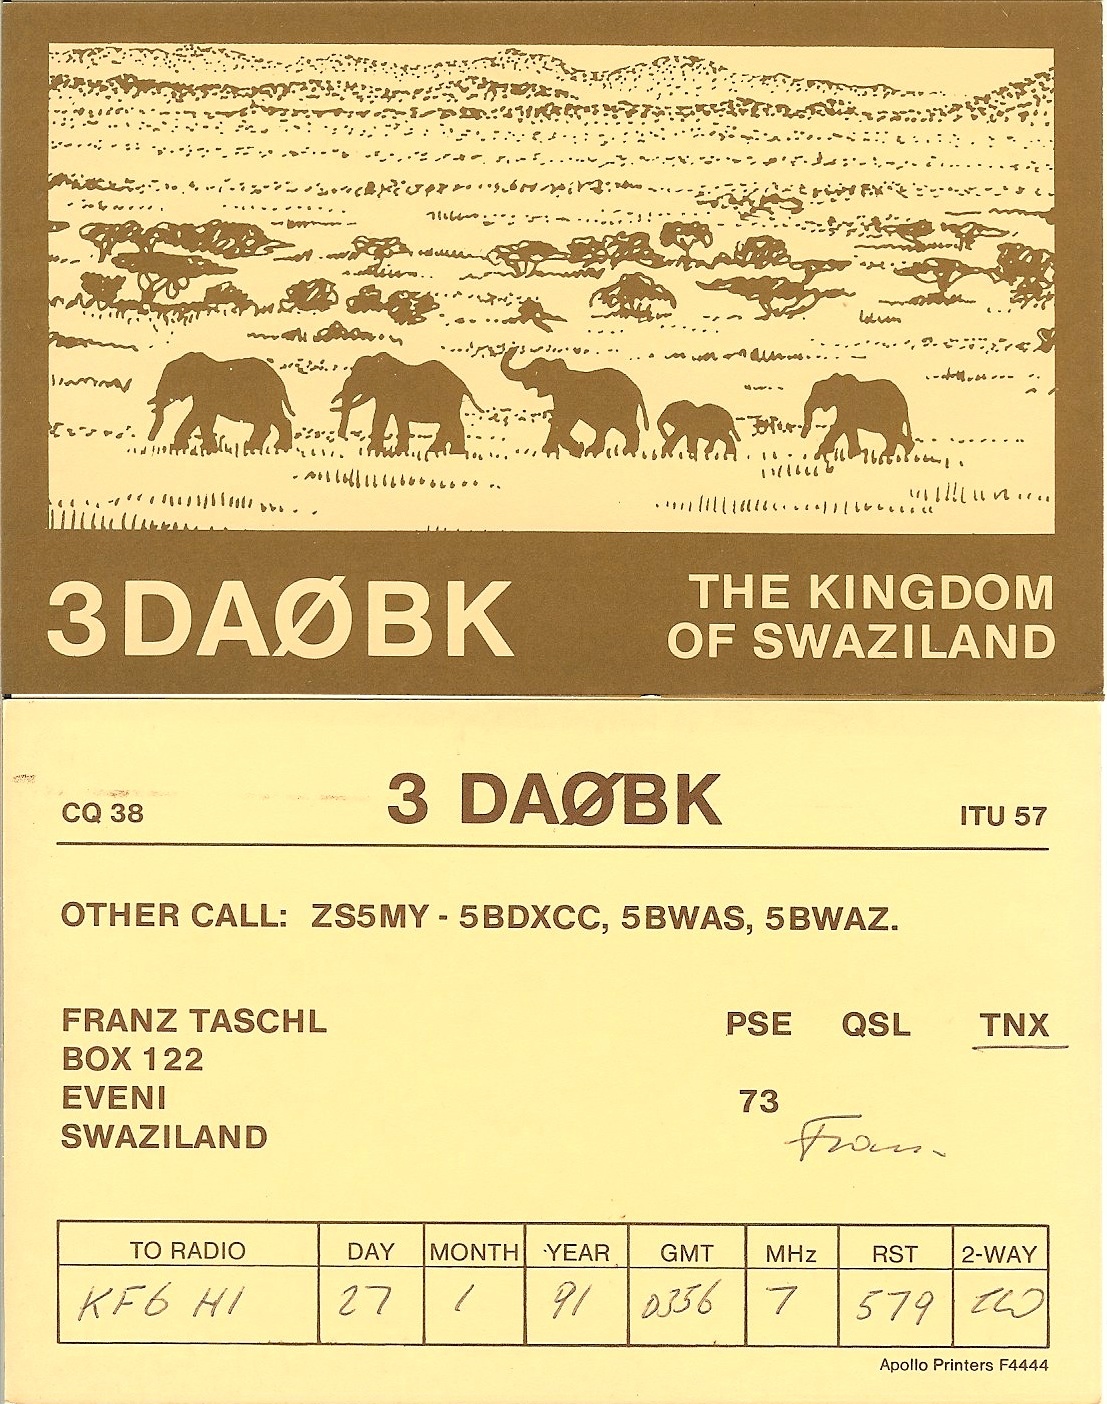 3DAØBK
THE KINGDOM
OF SWAZILAND
CQ 38
3 DAØBK
ITU 57
OTHER CALL: ZS5MY - 5BDXCC, 5BWAS, 5BWAZ.
FRANZ TASCHL
BOX 122
EVENI
SWAZILAND
PSE QSL TNX
73
Franz
TO RADIO DAY MONTH YEAR GMT MHz RST 2-WAY
KF6 HI 27 1 91 0356 7 579 CW
Apollo Printers F4444